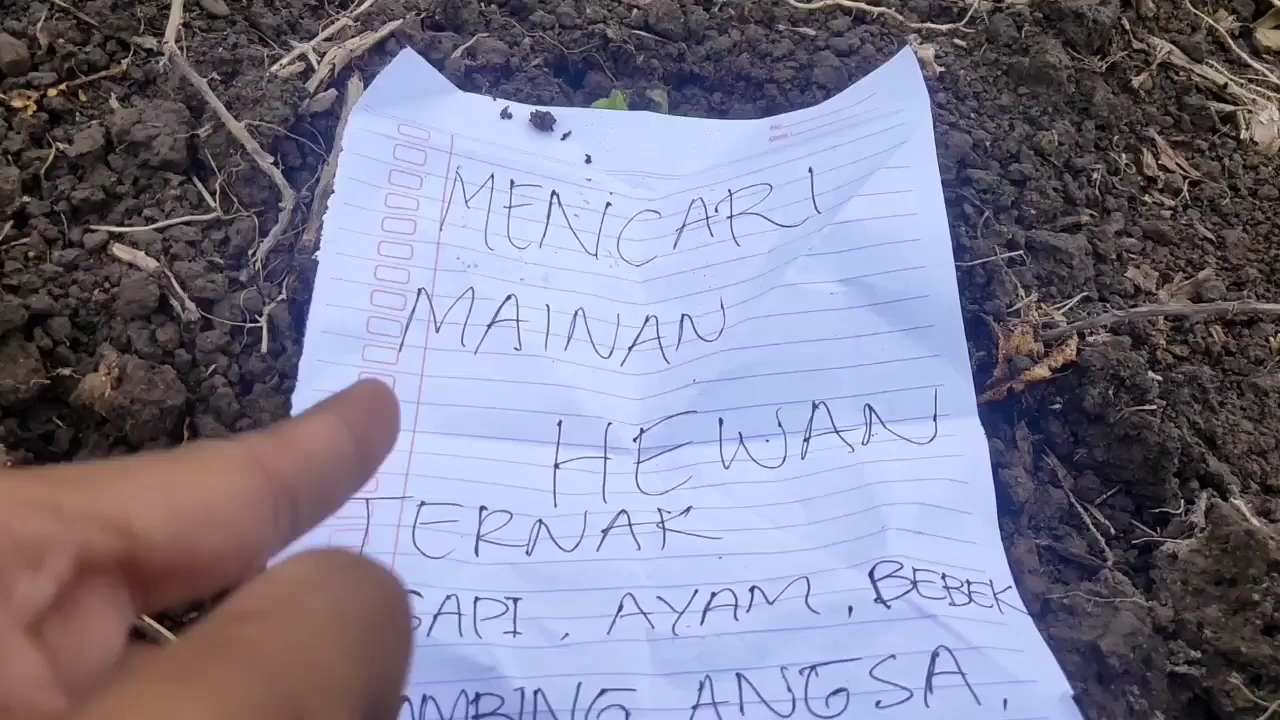 MENCARI
MAINAN
HEWAN
TERNAK
SAPI, AYAM, BEBEK
ANGSA,